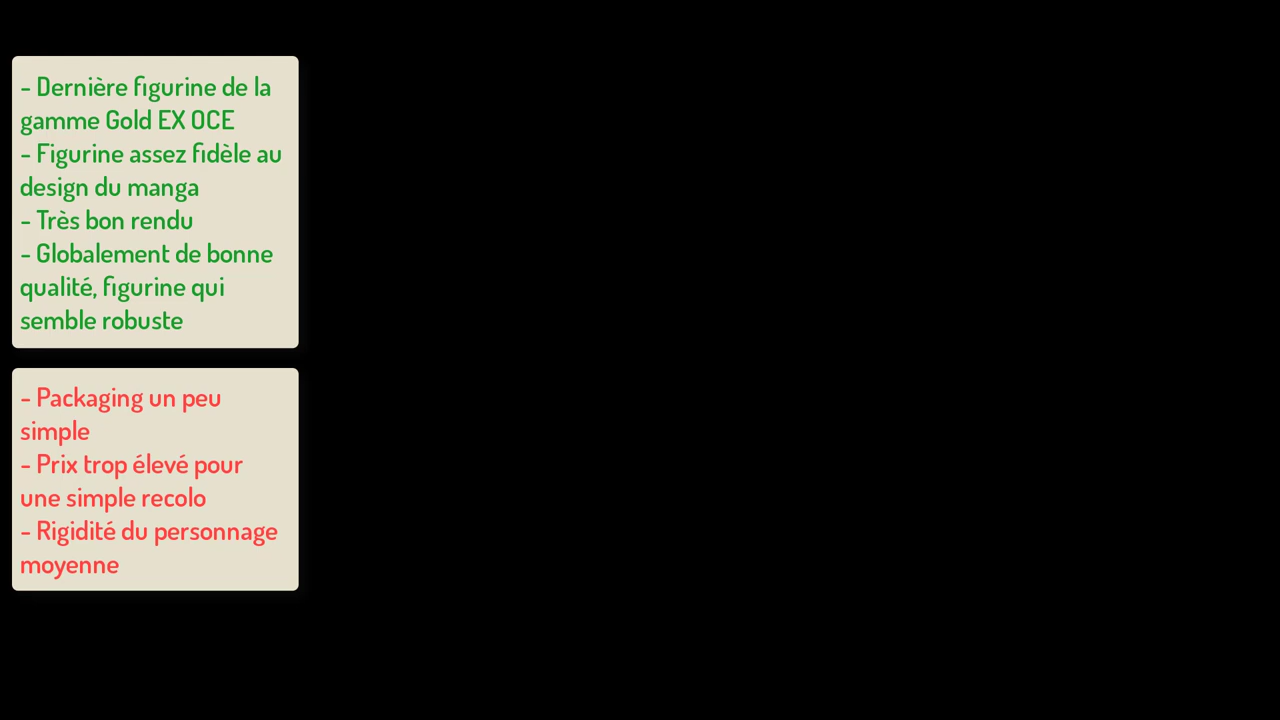 - Dernière figurine de la
gamme Gold EX OCE
- Figurine assez fidèle au
design du manga
- Très bon rendu
- Globalement de bonne
qualité, figurine qui
semble robuste
- Packaging un peu
simple
- Prix trop élevé pour
une simple recolo
- Rigidité du personnage
moyenne